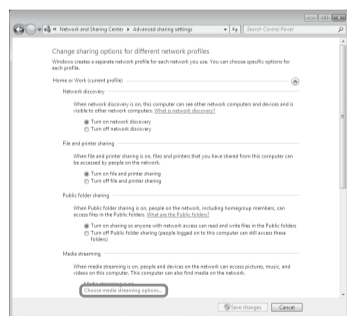 Network and Sharing Center ▸ Advanced sharing settings
Search Control Panel
Change sharing options for different network profiles
Windows creates a separate network profile for each network you use. You can choose specific options for
each profile.
Home or Work (current profile)
Network discovery
When network discovery is on, this computer can see other network computers and devices and is
visible to other network computers. What is network discovery?
Turn on network discovery
Turn off network discovery
File and printer sharing
When file and printer sharing is on, files and printers that you have shared from this computer can
be accessed by people on the network.
Turn on file and printer sharing
Turn off file and printer sharing
Public folder sharing
When Public folder sharing is on, people on the network, including homegroup members, can
access files in the Public folders. What are the Public folders?
Turn on sharing so anyone with network access can read and write files in the Public folders
Turn off Public folder sharing (people logged on to this computer can still access these
folders)
Media streaming
When media streaming is on, people and devices on the network can access pictures, music, and
videos on this computer. This computer can also find media on the network.
Choose media streaming options...
Save changes
Cancel